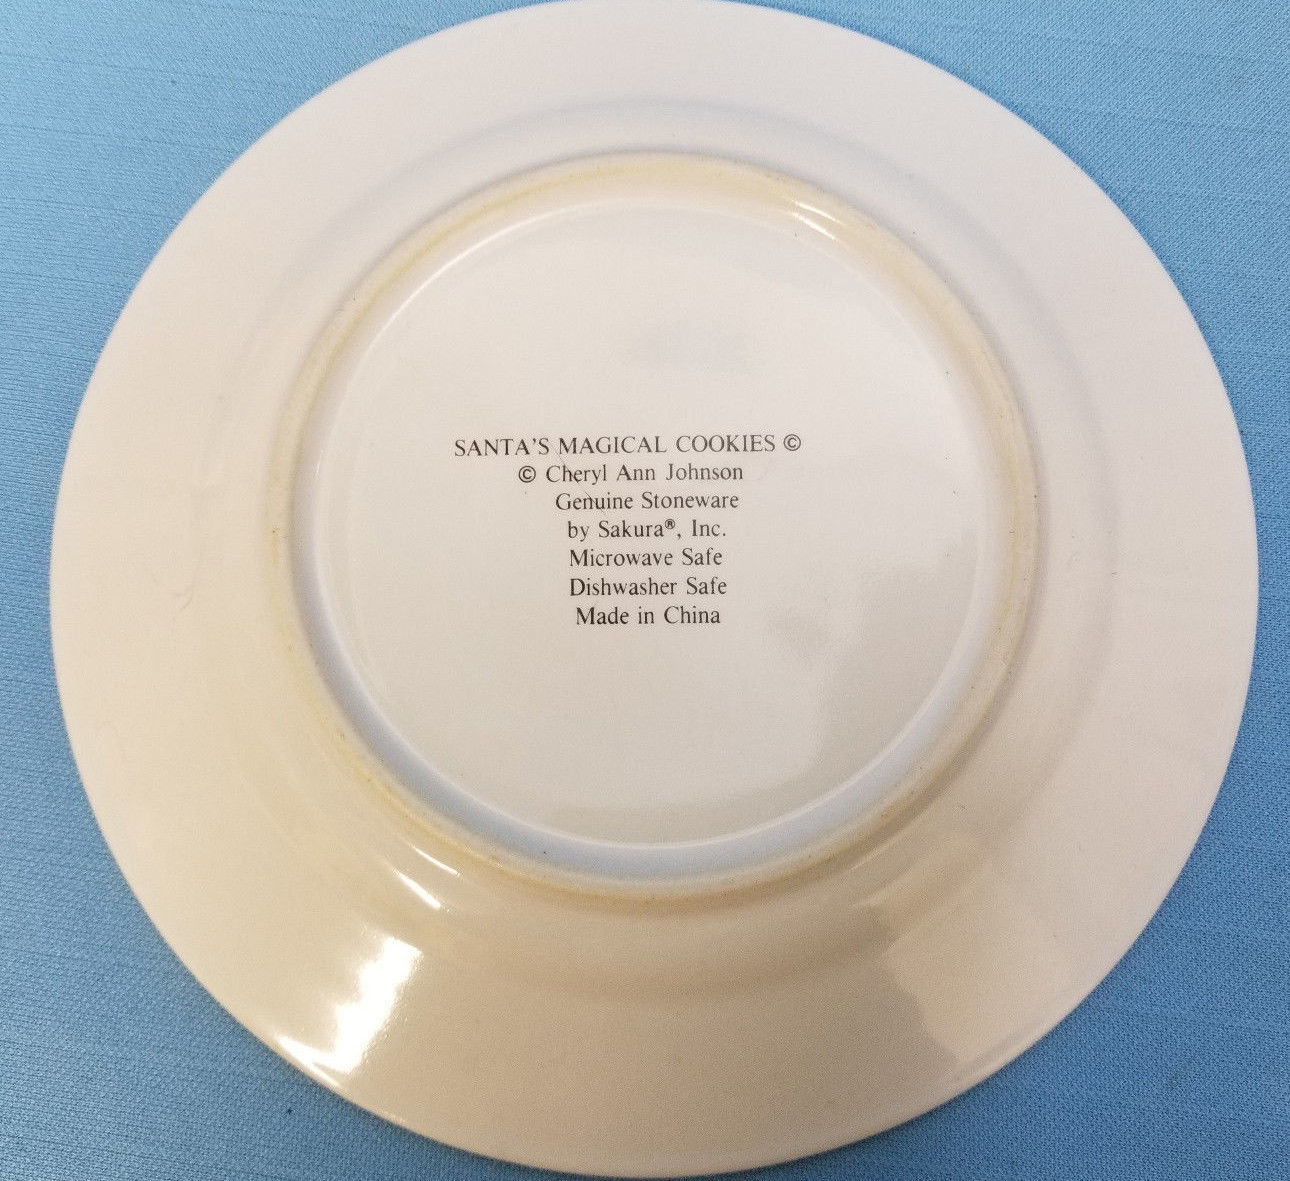 SANTA'S MAGICAL COOKIES ©
© Cheryl Ann Johnson
Genuine Stoneware
by Sakura®, Inc.
Microwave Safe
Dishwasher Safe
Made in China